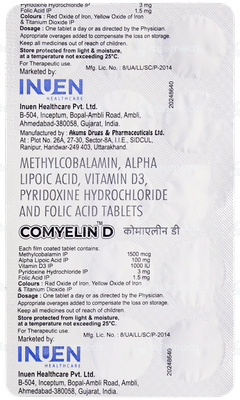 Pyridoxine Hydrochloride IP 3 mg
Folic Acid IP 1.5 mg
Colours : Red Oxide of Iron, Yellow Oxide of Iron
& Titanium Dioxide IP
Dosage : One tablet a day or as directed by the Physician.
Appropriate overages added to compensate the loss on storage.
Keep all medicines out of reach of children.
Store protected from light & moisture,
at a temperature not exceeding 25°C.
For Therapeutic use.
Mfg. Lic. No. : 8/UA/LL/SC/P-2014
Marketed by:
INUEN
HEALTHCARE
20248640
Inuen Healthcare Pvt. Ltd.
B-504, Inceptum, Bopal-Ambli Road, Ambli,
Ahmedabad-380058, Gujarat, India.
Manufactured by : Akums Drugs & Pharmaceuticals Ltd.
At : Plot No. 26A, 27-30, Sector-8A, I.I.E., SIDCUL,
Ranipur, Haridwar-249 403, Uttarakhand.
METHYLCOBALAMIN, ALPHA
LIPOIC ACID, VITAMIN D3,
PYRIDOXINE HYDROCHLORIDE
AND FOLIC ACID TABLETS
COMYELIN D कोमाएलीन डी
Each film coated tablet contains:
Methylcobalamin IP 1500 mcg
Alpha Lipoic Acid IP 100 mg
Vitamin D3 IP 1000 IU
Pyridoxine Hydrochloride IP 3 mg
Folic Acid IP 1.5 mg
Colours : Red Oxide of Iron, Yellow Oxide of Iron
& Titanium Dioxide IP
Dosage : One tablet a day or as directed by the Physician.
Appropriate overages added to compensate the loss on storage.
Keep all medicines out of reach of children.
Store protected from light & moisture,
at a temperature not exceeding 25°C.
For Therapeutic use.
Mfg. Lic. No. : 8/UA/LL/SC/P-2014
Marketed by:
INUEN
HEALTHCARE
20248640
Inuen Healthcare Pvt. Ltd.
B-504, Inceptum, Bopal-Ambli Road, Ambli,
Ahmedabad-380058, Gujarat, India.